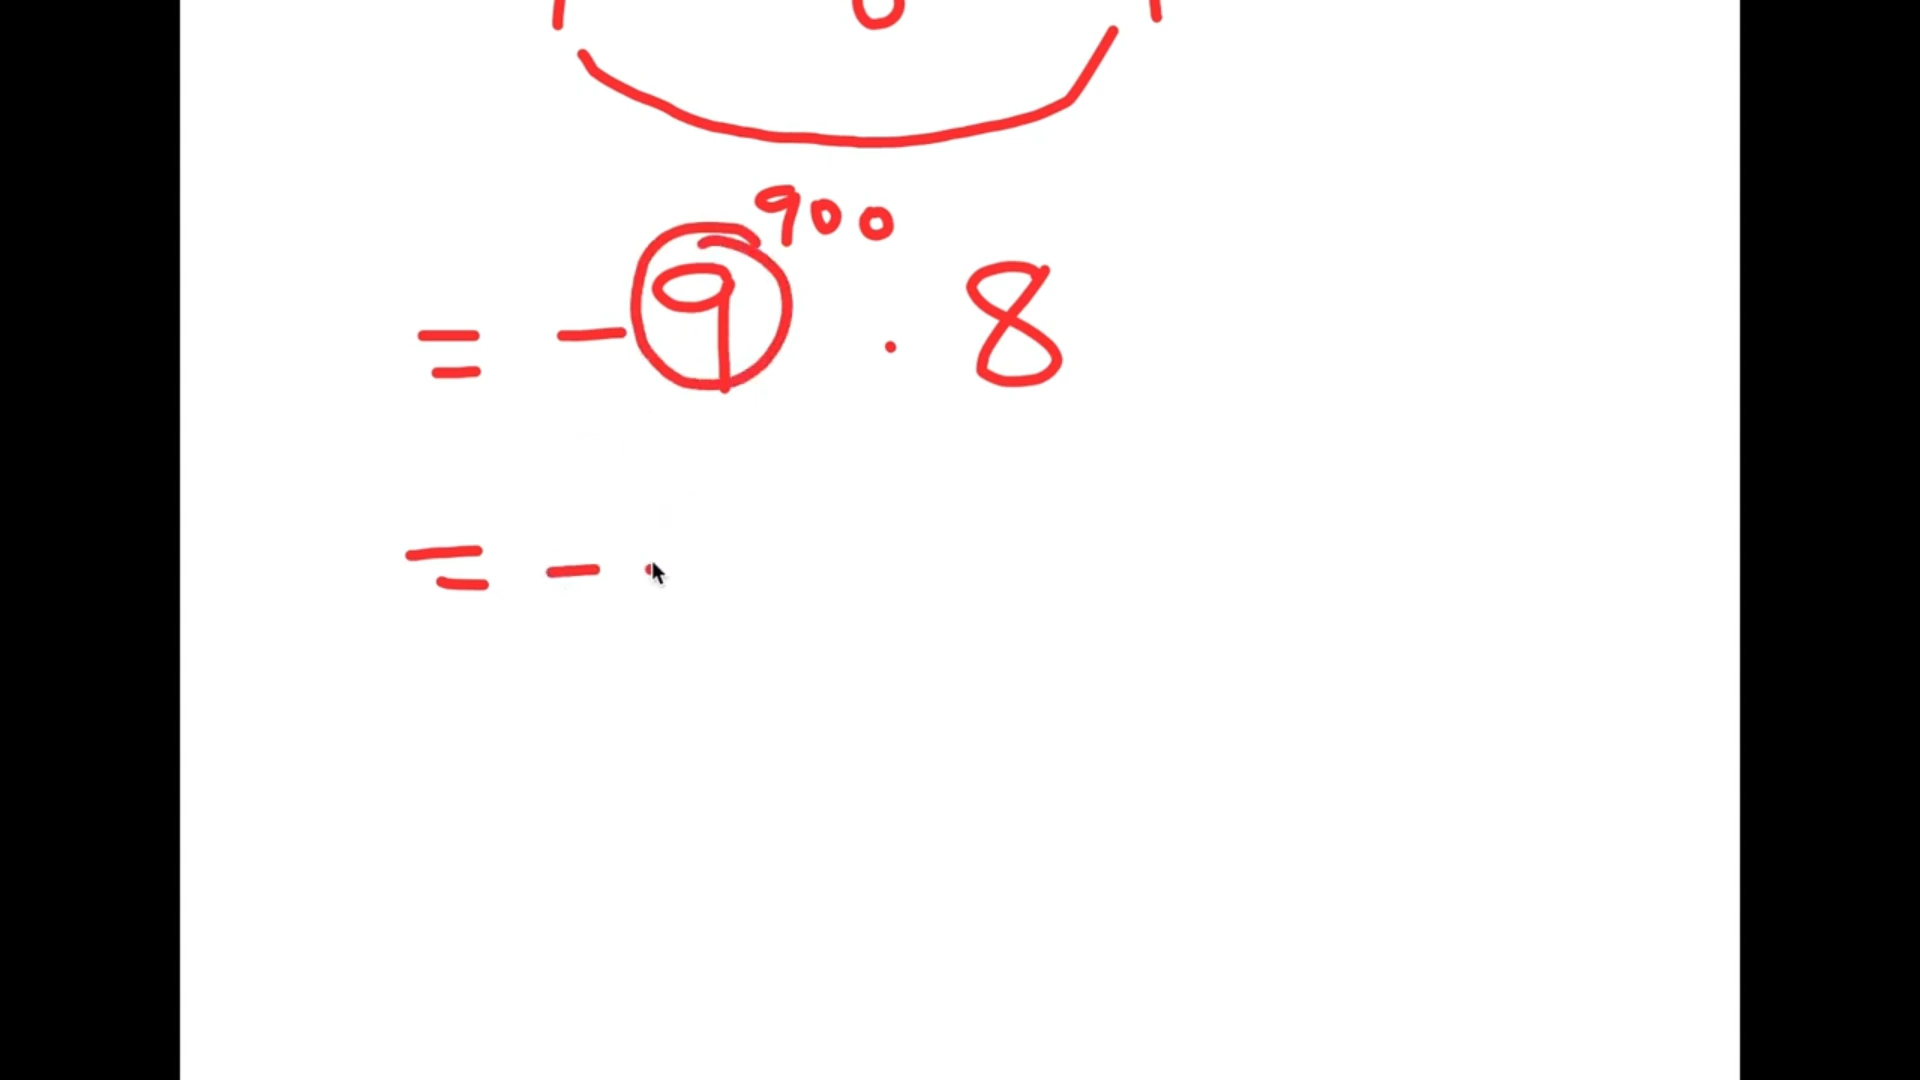 = -9^900 · 8
= -